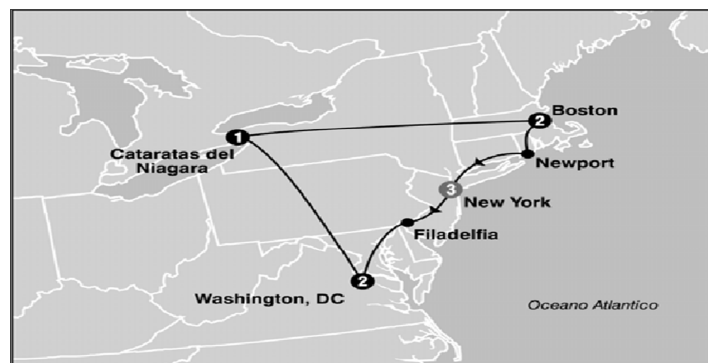 Boston
2
1
Cataratas del
Niagara
Newport
3
New York
Filadelfia
2
Washington, DC
Oceano Atlantico